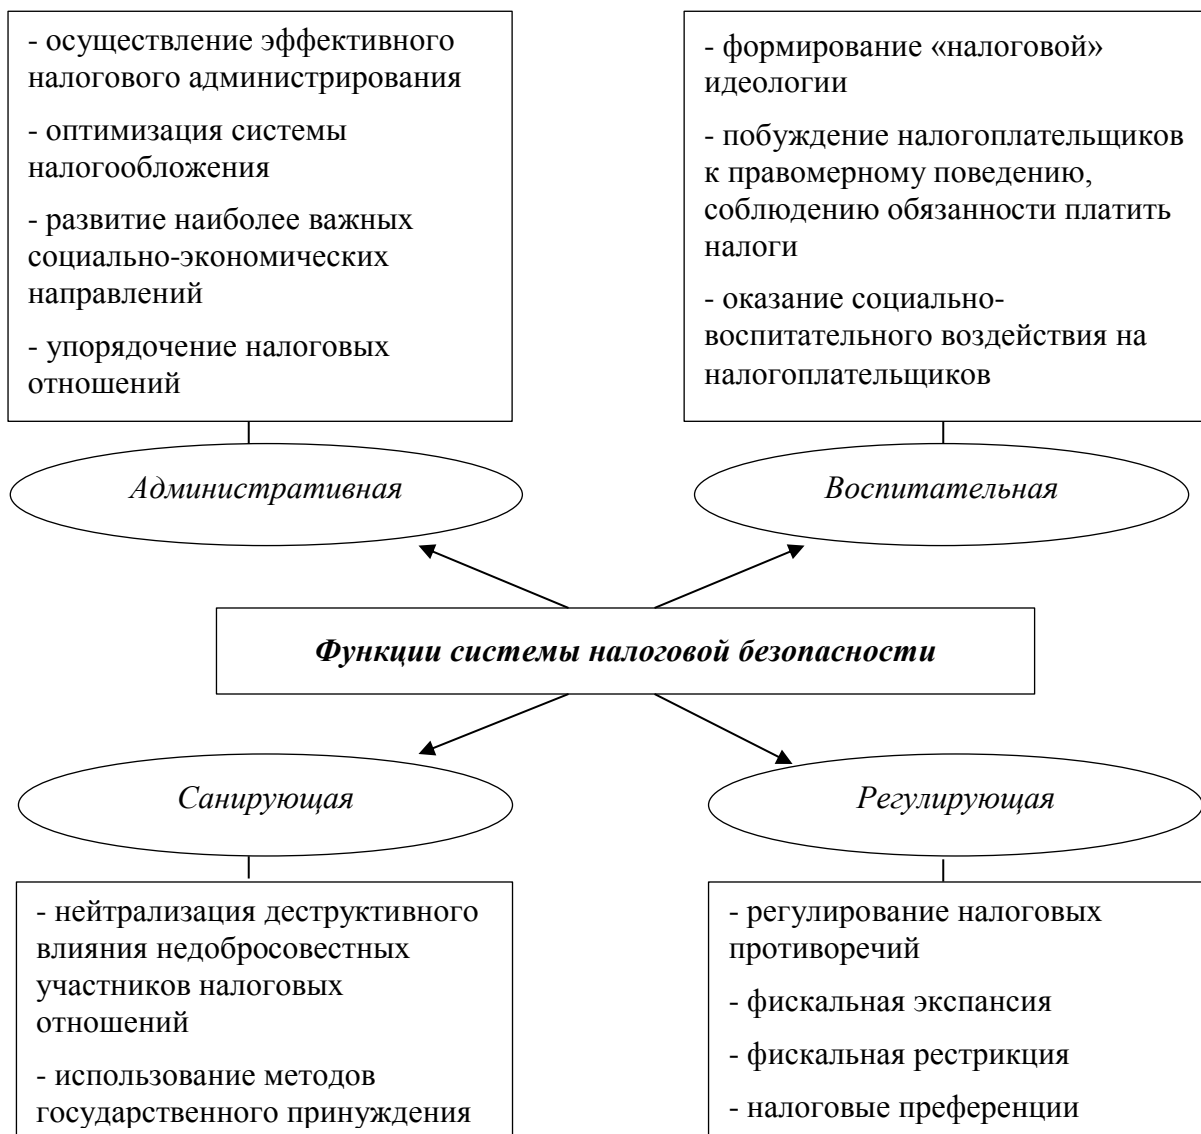 - осуществление эффективного
налогового администрирования
- оптимизация системы
налогообложения
- развитие наиболее важных
социально-экономических
направлений
- упорядочение налоговых
отношений
- формирование «налоговой»
идеологии
- побуждение налогоплательщиков
к правомерному поведению,
соблюдению обязанности платить
налоги
- оказание социально-
воспитательного воздействия на
налогоплательщиков
Административная
Воспитательная
Функции системы налоговой безопасности
Санирующая
Регулирующая
- нейтрализация деструктивного
влияния недобросовестных
участников налоговых
отношений
- использование методов
государственного принуждения
- регулирование налоговых
противоречий
- фискальная экспансия
- фискальная рестрикция
- налоговые преференции